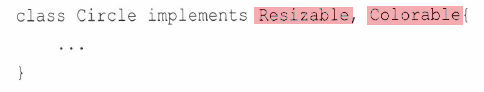 class Circle implements Resizable, Colorable{
...
}